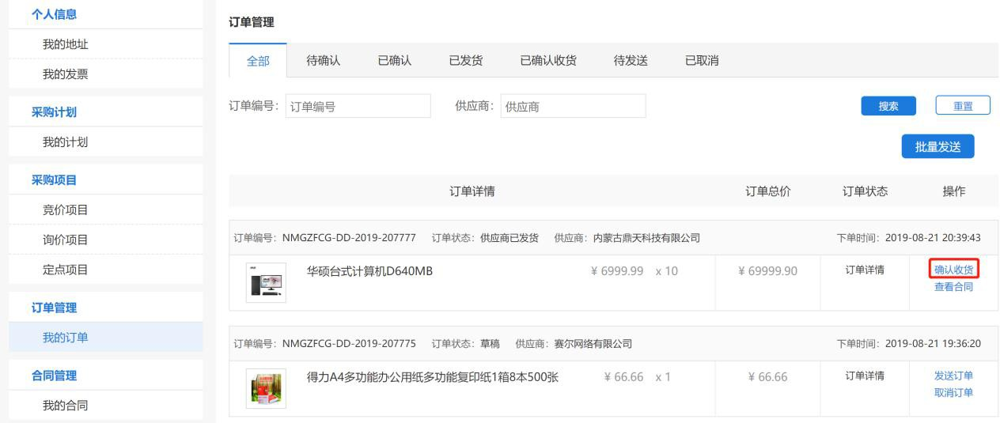 个人信息
我的地址
我的发票
采购计划
我的计划
采购项目
竞价项目
询价项目
定点项目
订单管理
我的订单
合同管理
我的合同
订单管理
全部 待确认 已确认 已发货 已确认收货 待发送 已取消
订单编号： 订单编号 供应商： 供应商 搜索 重置
批量发送
订单详情 订单总价 订单状态 操作
订单编号：NMGZFCG-DD-2019-207777 订单状态：供应商已发货 供应商：内蒙古鼎天科技有限公司 下单时间：2019-08-21 20:39:43
华硕台式计算机D640MB ¥ 6999.99 x 10 ¥ 69999.90 订单详情 确认收货
查看合同
订单编号：NMGZFCG-DD-2019-207775 订单状态：草稿 供应商：赛尔网络有限公司 下单时间：2019-08-21 19:36:20
得力A4多功能办公用纸多功能复印纸1箱8本500张 ¥ 66.66 x 1 ¥ 66.66 订单详情 发送订单
取消订单